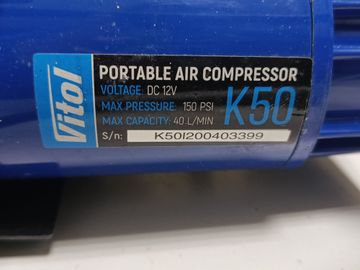 Vitol
PORTABLE AIR COMPRESSOR
VOLTAGE: DC 12V
MAX PRESSURE: 150 PSI
MAX CAPACITY: 40 L/MIN
K50
S/n: K50I200403399